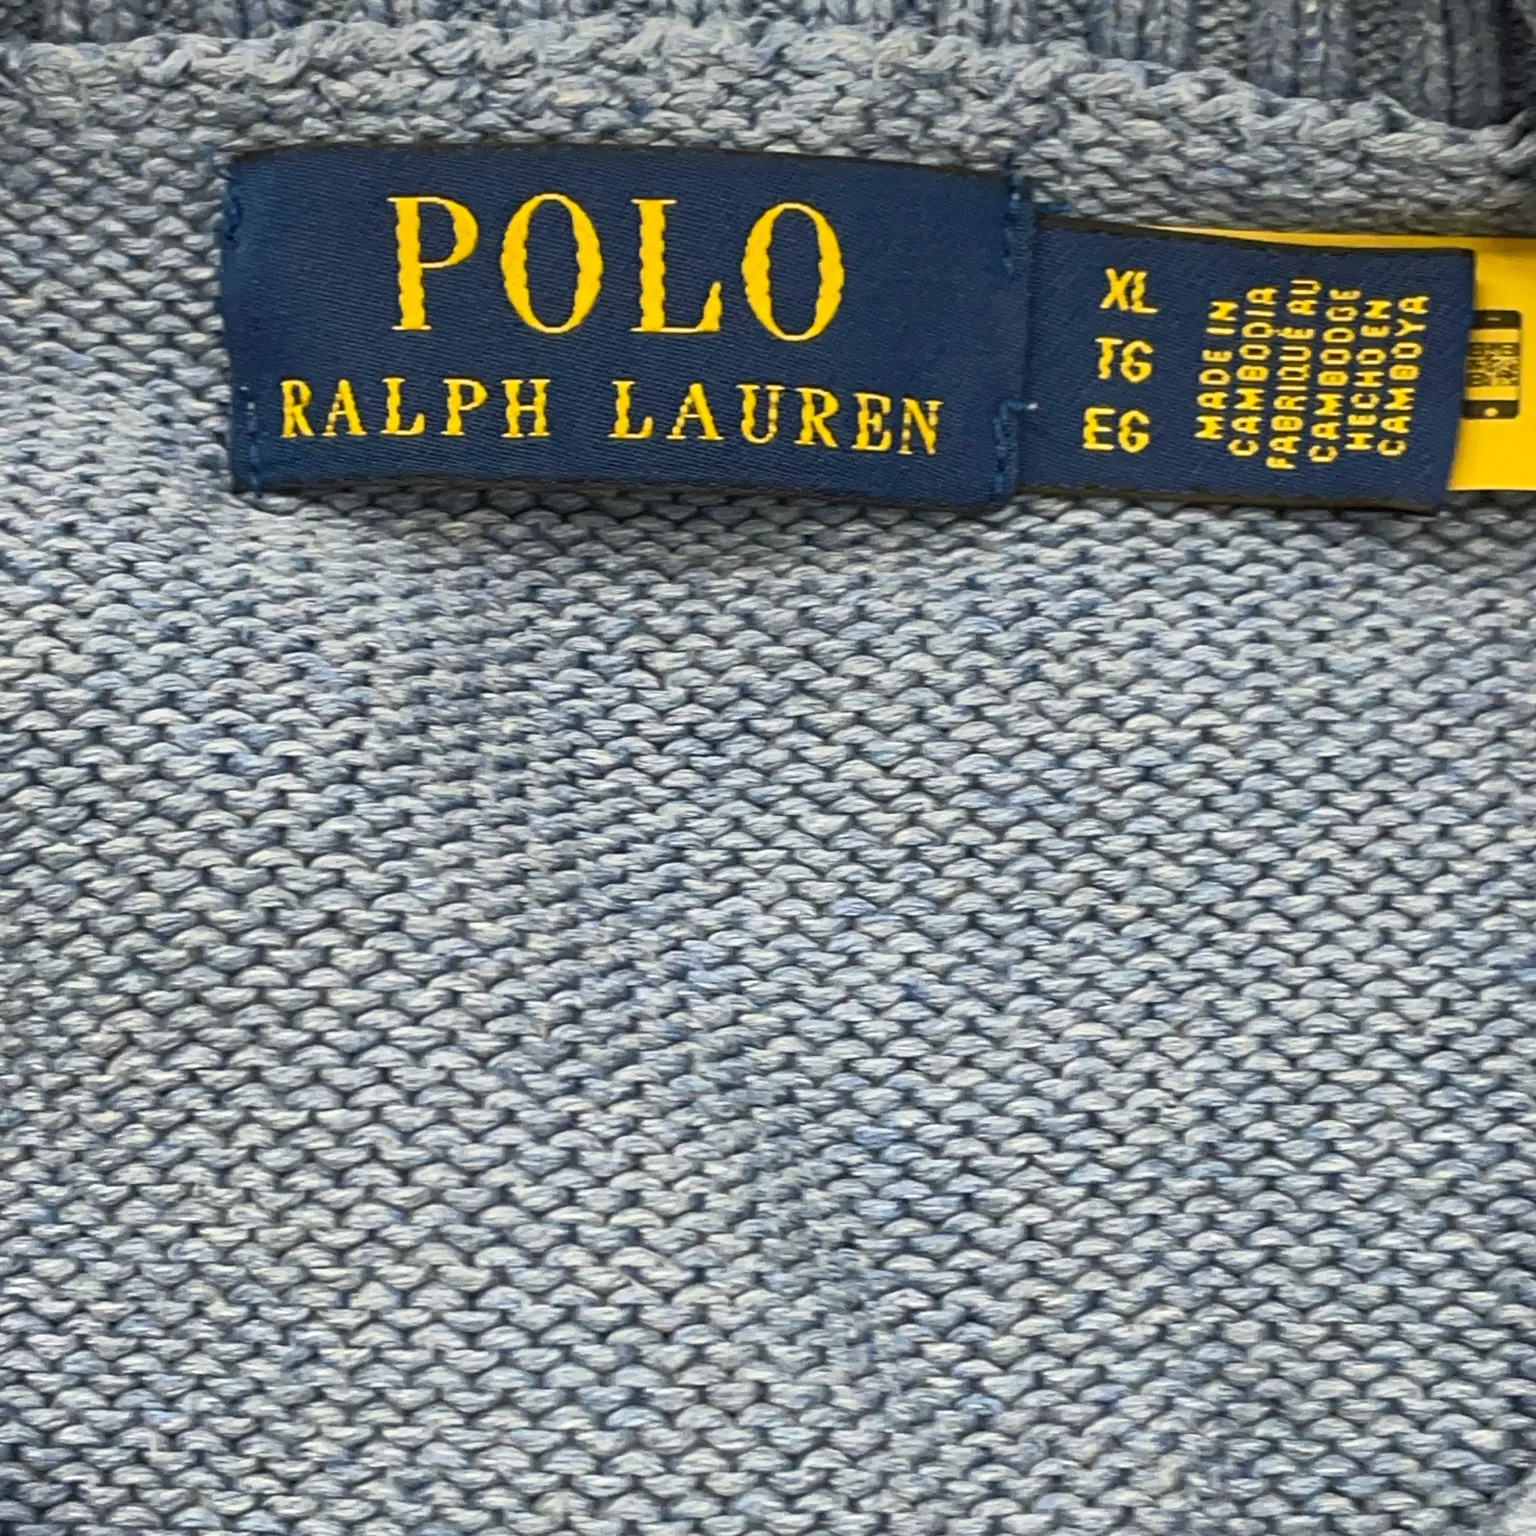 POLO
RALPH LAUREN
XL
TG
EG
MADE IN
CAMBODIA
FABRIQUÉ AU
CAMBODGE
HECHO EN
CAMBOYA